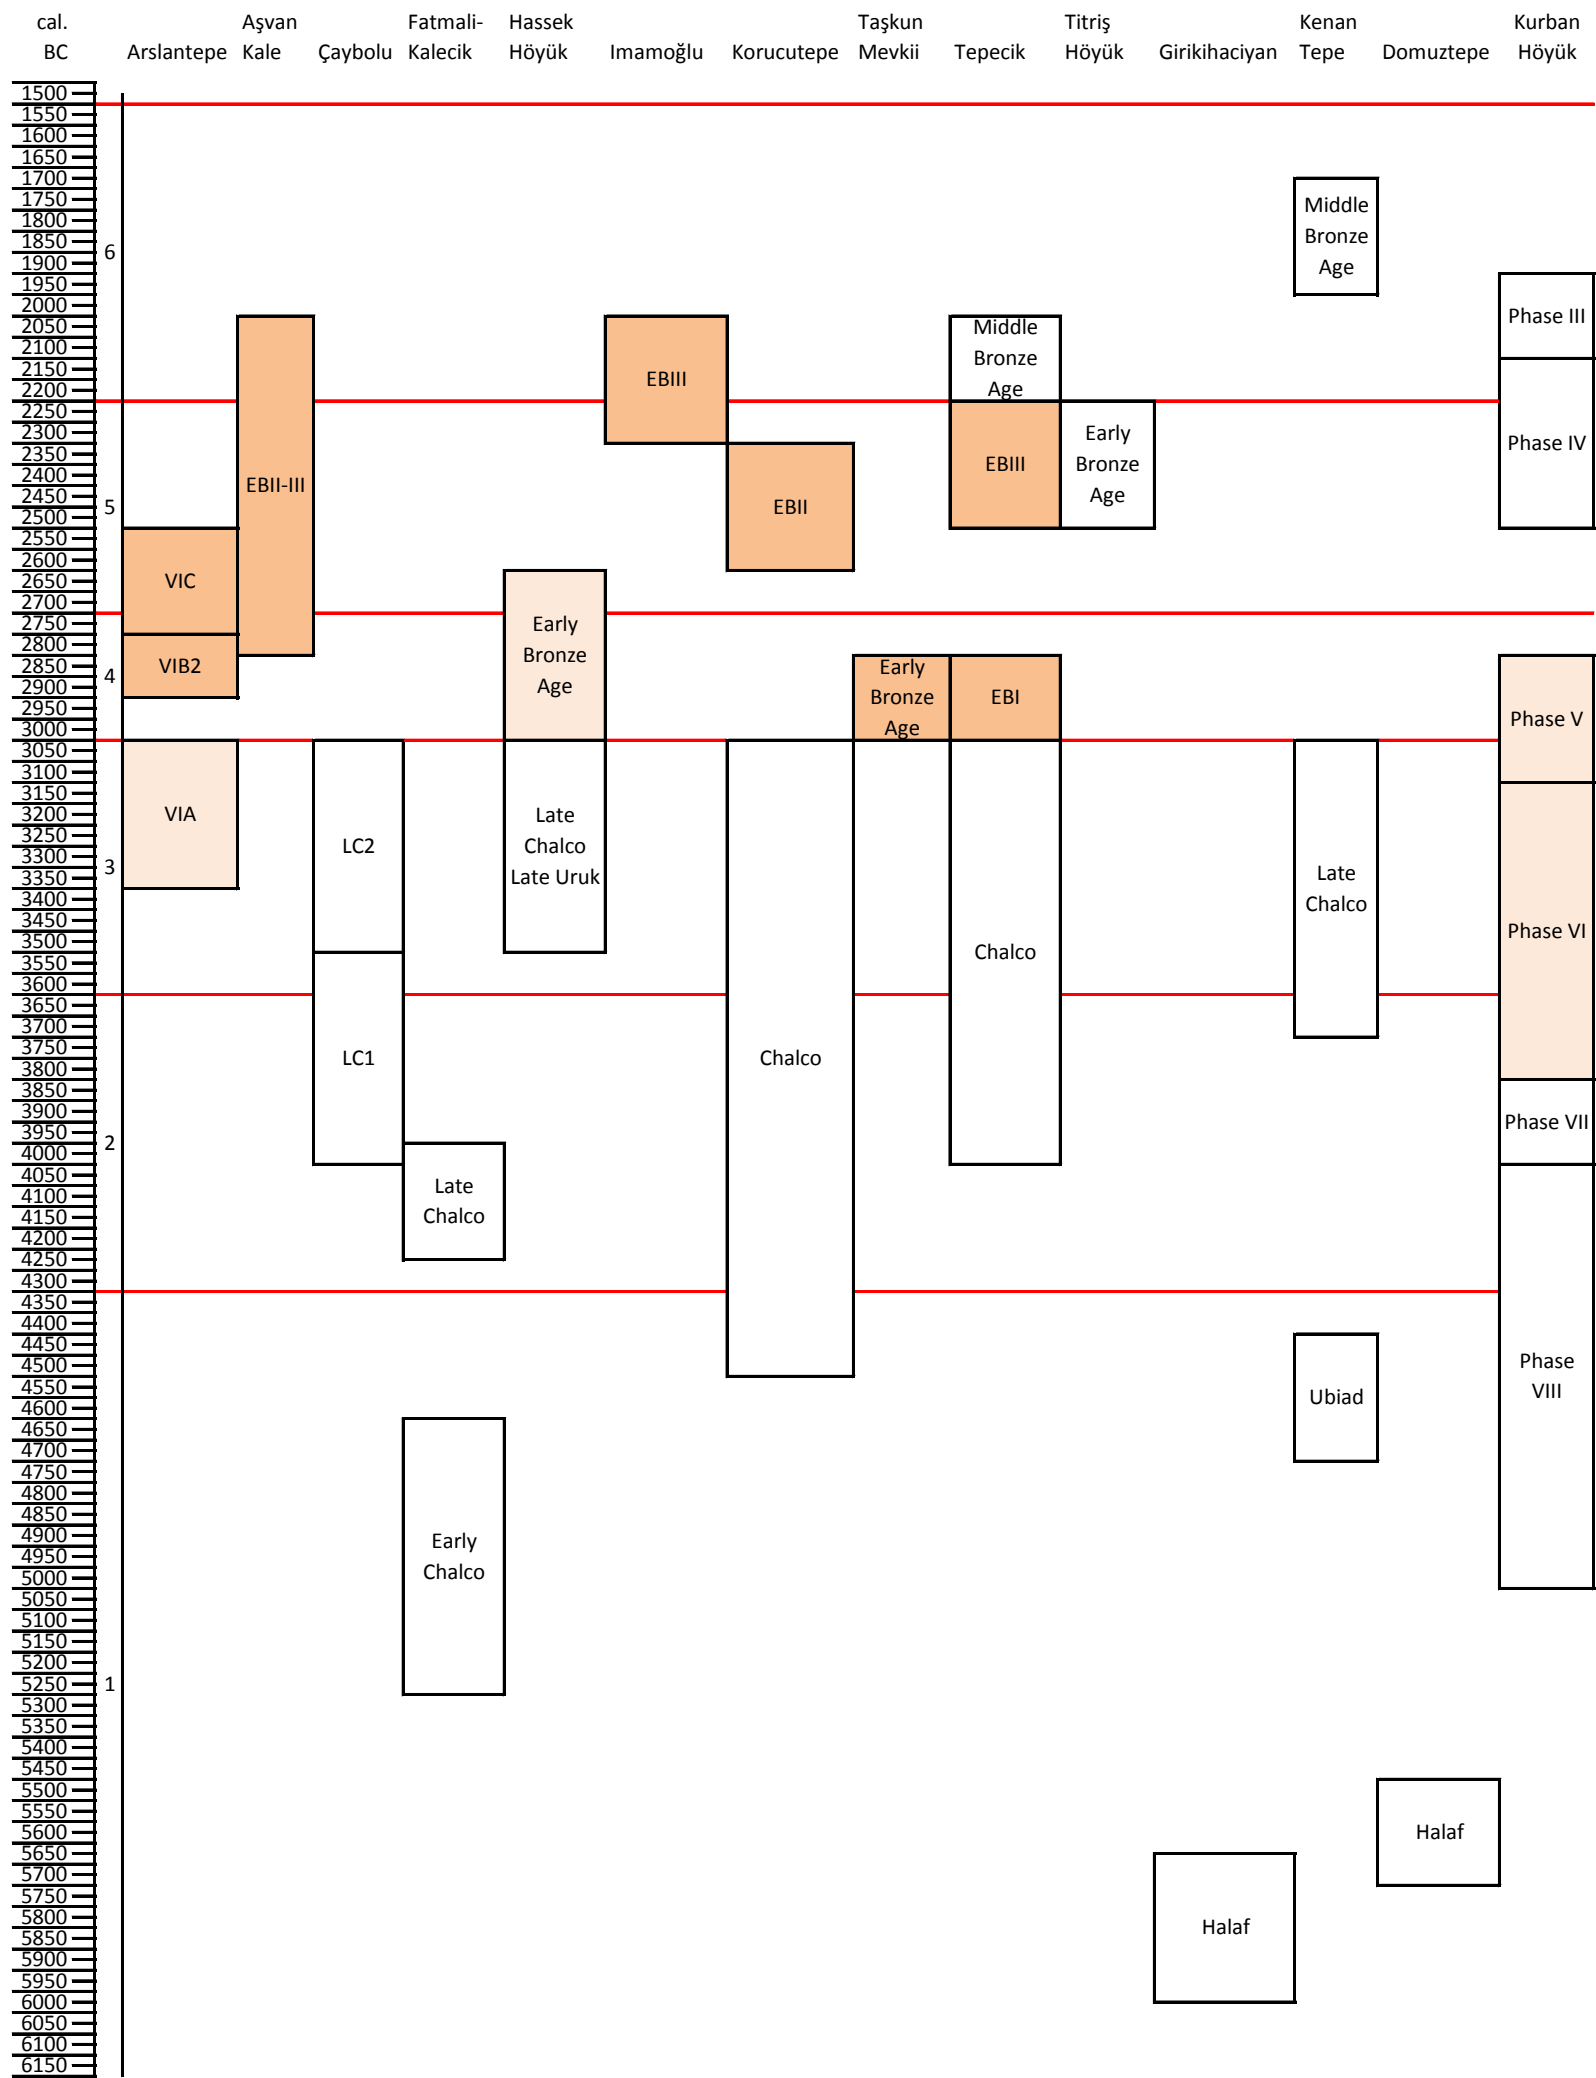 cal.
BC
Arslantepe
Aşvan
Kale
Çaybolu
Fatmali-
Kalecik
Hassek
Höyük
Imamoğlu
Korucutepe
Taşkun
Mevkii
Tepecik
Titriş
Höyük
Girikihaciyan
Kenan
Tepe
Domuztepe
Kurban
Höyük
1500
1550
1600
1650
1700
1750
1800
1850
1900
1950
2000
2050
2100
2150
2200
2250
2300
2350
2400
2450
2500
2550
2600
2650
2700
2750
2800
2850
2900
2950
3000
3050
3100
3150
3200
3250
3300
3350
3400
3450
3500
3550
3600
3650
3700
3750
3800
3850
3900
3950
4000
4050
4100
4150
4200
4250
4300
4350
4400
4450
4500
4550
4600
4650
4700
4750
4800
4850
4900
4950
5000
5050
5100
5150
5200
5250
5300
5350
5400
5450
5500
5550
5600
5650
5700
5750
5800
5850
5900
5950
6000
6050
6100
6150
6
5
4
3
2
1
VIC
VIB2
VIA
EBII-III
LC2
LC1
Late
Chalco
Early
Chalco
Early
Bronze
Age
Late
Chalco
Late Uruk
EBIII
EBII
Chalco
Early
Bronze
Age
Middle
Bronze
Age
EBIII
EBI
Chalco
Early
Bronze
Age
Halaf
Middle
Bronze
Age
Late
Chalco
Ubiad
Halaf
Phase III
Phase IV
Phase V
Phase VI
Phase VII
Phase
VIII